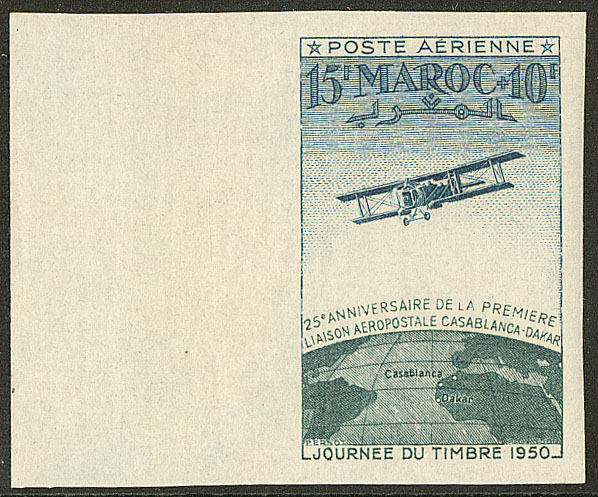 ☆ POSTE AÉRIENNE ☆
15F MAROC+10F
المغرب
25e ANNIVERSAIRE DE LA PREMIERE
LIAISON AEROPOSTALE CASABLANCA-DAKAR
Casablanca
Dakar
JOURNEE DU TIMBRE 1950